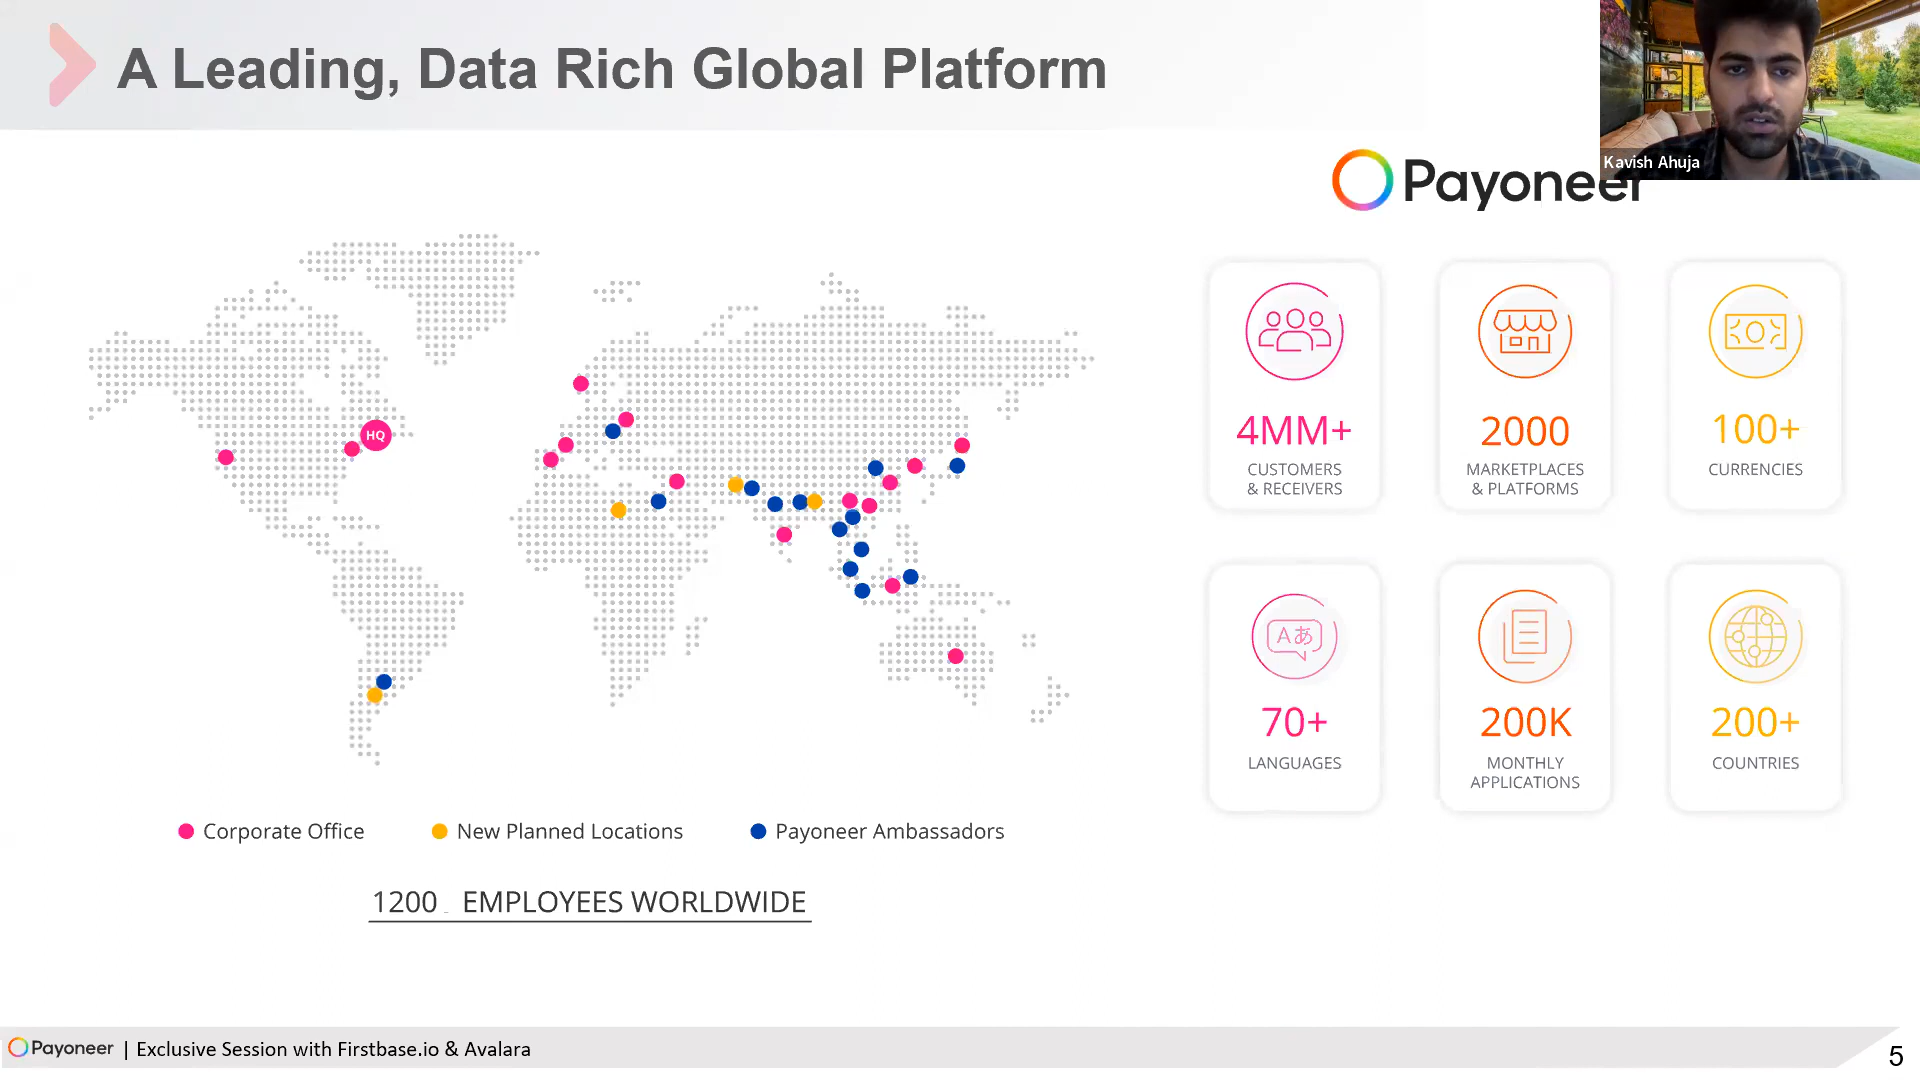 A Leading, Data Rich Global Platform
Kavish Ahuja
Payoneer
HQ
4MM+
CUSTOMERS
& RECEIVERS
2000
MARKETPLACES
& PLATFORMS
100+
CURRENCIES
A あ
70+
LANGUAGES
200K
MONTHLY
APPLICATIONS
200+
COUNTRIES
Corporate Office
New Planned Locations
Payoneer Ambassadors
1200 EMPLOYEES WORLDWIDE
Payoneer | Exclusive Session with Firstbase.io & Avalara
5